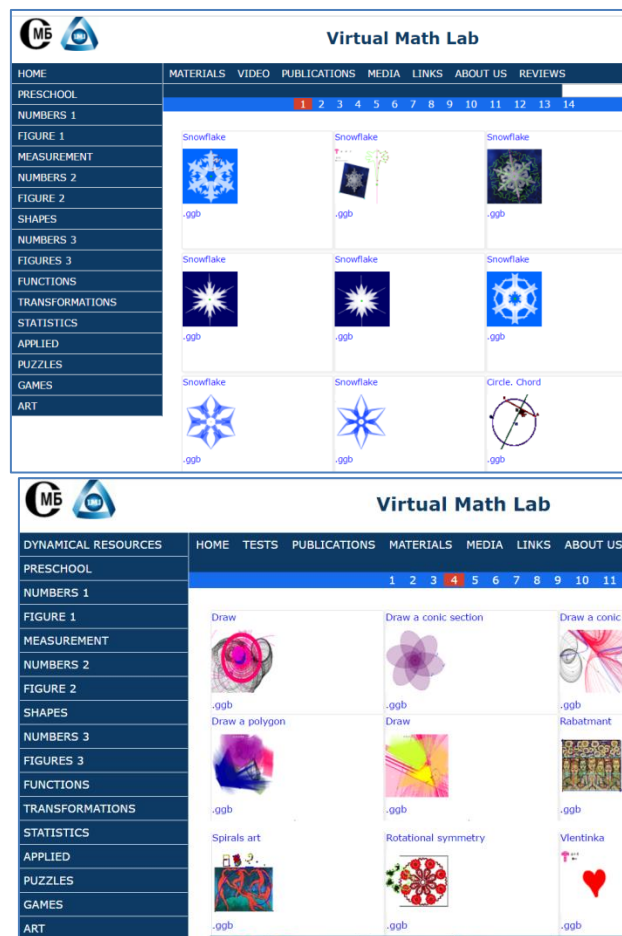 СМБ ІМІ
Virtual Math Lab
HOME MATERIALS VIDEO PUBLICATIONS MEDIA LINKS ABOUT US REVIEWS
PRESCHOOL
1 2 3 4 5 6 7 8 9 10 11 12 13 14
NUMBERS 1
FIGURE 1
MEASUREMENT
NUMBERS 2
FIGURE 2
SHAPES
NUMBERS 3
FIGURES 3
FUNCTIONS
TRANSFORMATIONS
STATISTICS
APPLIED
PUZZLES
GAMES
ART
Snowflake Snowflake Snowflake
.ggb .ggb .ggb
Snowflake Snowflake Snowflake
.ggb .ggb .ggb
Snowflake Snowflake Circle. Chord
.ggb .ggb .ggb
СМБ ІМІ
Virtual Math Lab
DYNAMICAL RESOURCES HOME TESTS PUBLICATIONS MATERIALS MEDIA LINKS ABOUT US
PRESCHOOL
1 2 3 4 5 6 7 8 9 10 11
NUMBERS 1
FIGURE 1
MEASUREMENT
NUMBERS 2
FIGURE 2
SHAPES
NUMBERS 3
FIGURES 3
FUNCTIONS
TRANSFORMATIONS
STATISTICS
APPLIED
PUZZLES
GAMES
ART
Draw Draw a conic section Draw a conic
.ggb .ggb .ggb
Draw a polygon Draw Rabatmant
.ggb .ggb .ggb
Spirals art Rotational symmetry Vlentinka
.ggb .ggb .ggb